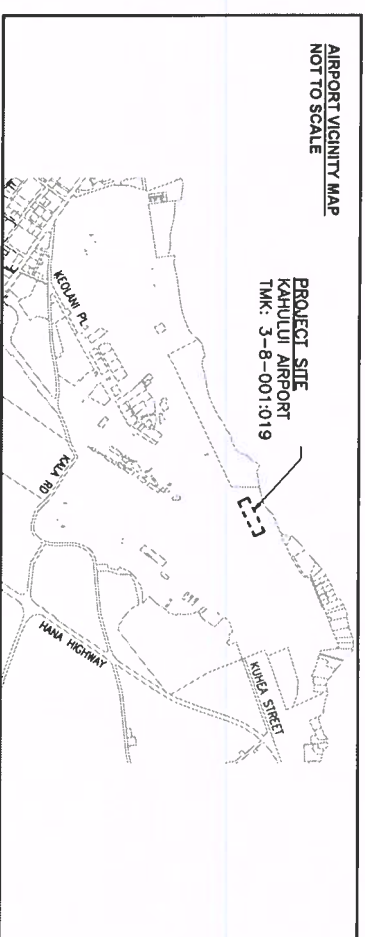 AIRPORT VICINITY MAP
NOT TO SCALE
PROJECT SITE
KAHULUI AIRPORT
TMK: 3-8-001:019
KEOLANI PL.
KALA RD
HANA HIGHWAY
KUHEA STREET